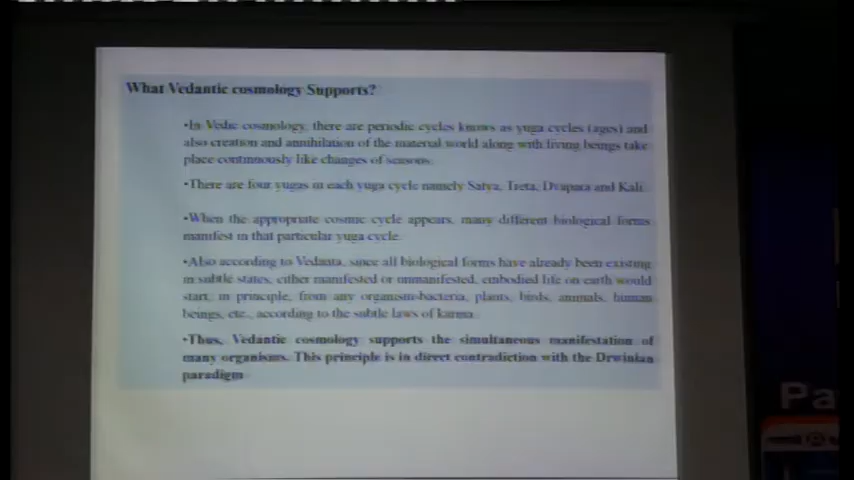 What Vedantic cosmology Supports?
•In Vedic cosmology, there are periodic cycles knows as yuga cycles (ages) and
also creation and annihilation of the material world along with living beings take
place continuously like changes of seasons.
•There are four yugas in each yuga cycle namely Satya, Treta, Dvapara and Kali.
•When the appropriate cosmic cycle appears, many different biological forms
manifest in that particular yuga cycle.
•Also according to Vedanta, since all biological forms have already been existing
in subtle states, either manifested or unmanifested, embodied life on earth would
start, in principle, from any organism-bacteria, plants, birds, animals, human
beings, etc., according to the subtle laws of karma.
•Thus, Vedantic cosmology supports the simultaneous manifestation of
many organisms. This principle is in direct contradiction with the Drwinian
paradigm
Pa